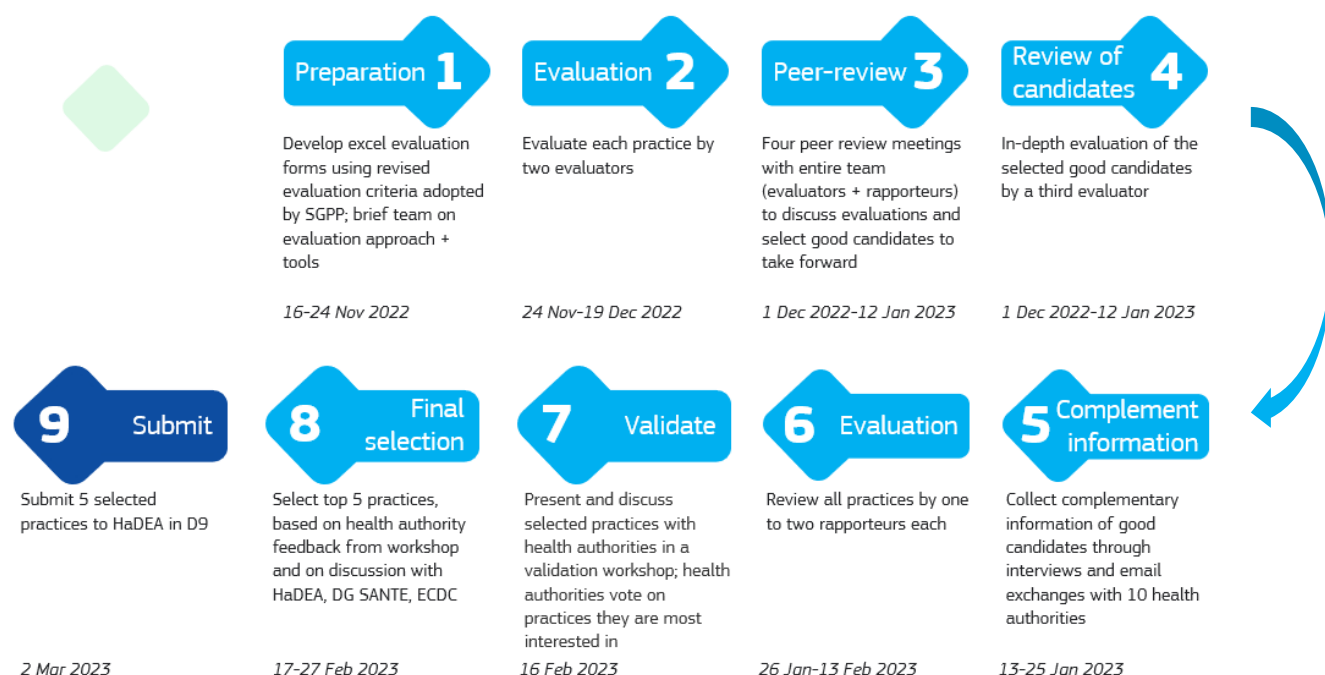 Preparation 1
Develop excel evaluation
forms using revised
evaluation criteria adopted
by SGPP; brief team on
evaluation approach +
tools
16-24 Nov 2022
Evaluation 2
Evaluate each practice by
two evaluators
24 Nov-19 Dec 2022
Peer-review 3
Four peer review meetings
with entire team
(evaluators + rapporteurs)
to discuss evaluations and
select good candidates to
take forward
1 Dec 2022-12 Jan 2023
Review of
candidates 4
In-depth evaluation of the
selected good candidates
by a third evaluator
1 Dec 2022-12 Jan 2023
5 Complement
information
Collect complementary
information of good
candidates through
interviews and email
exchanges with 10 health
authorities
13-25 Jan 2023
6 Evaluation
Review all practices by one
to two rapporteurs each
26 Jan-13 Feb 2023
7 Validate
Present and discuss
selected practices with
health authorities in a
validation workshop; health
authorities vote on
practices they are most
interested in
16 Feb 2023
8 Final
selection
Select top 5 practices,
based on health authority
feedback from workshop
and on discussion with
HaDEA, DG SANTE, ECDC
17-27 Feb 2023
9 Submit
Submit 5 selected
practices to HaDEA in D9
2 Mar 2023